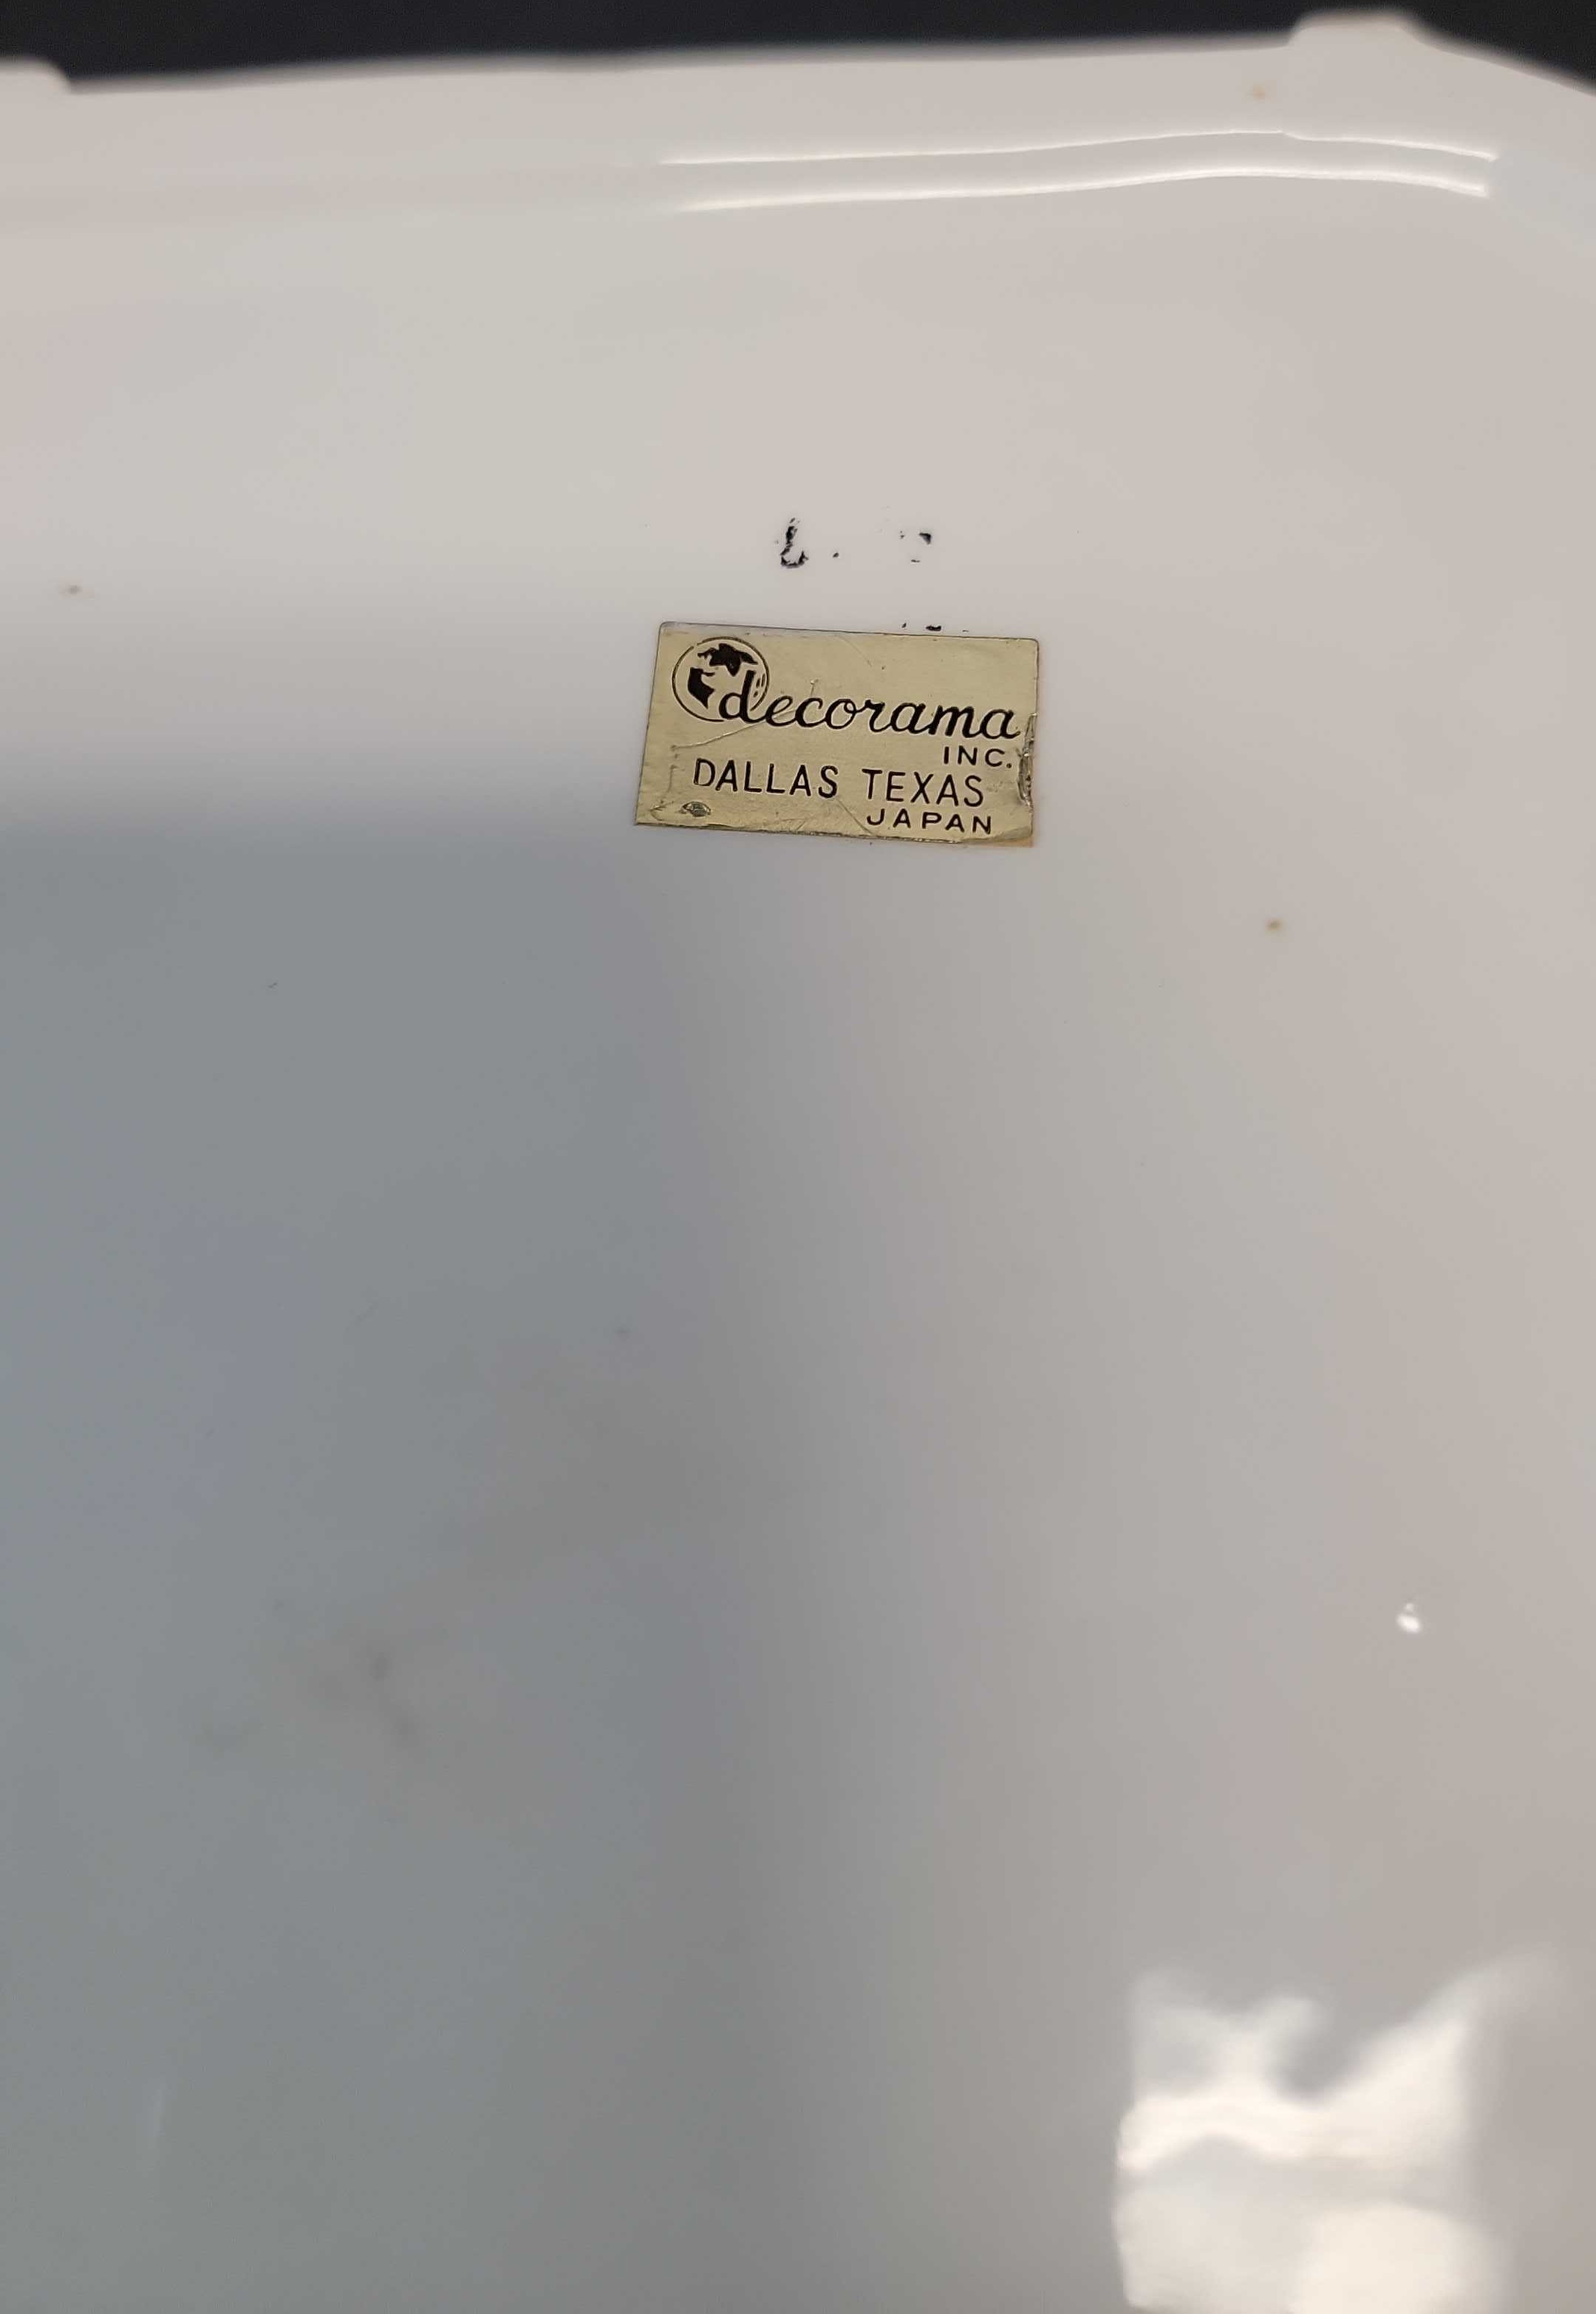 decorama
INC.
DALLAS TEXAS
JAPAN